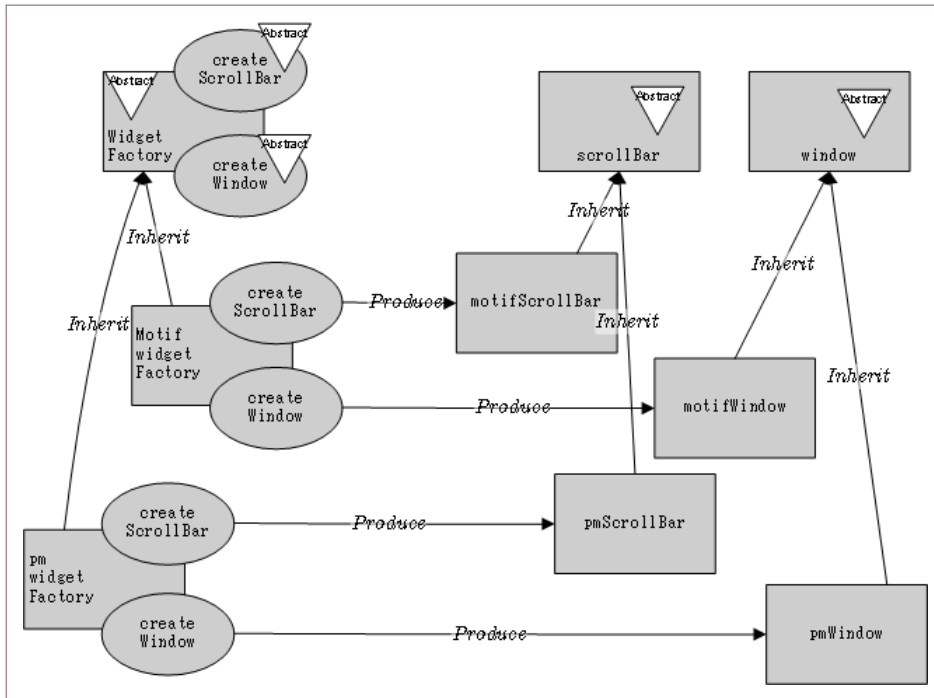 create
ScrollBar
Abstract
Abstract
Widget
Factory
create
Window
Abstract
Abstract
scrollBar
Abstract
window
Inherit
Inherit
Inherit
Inherit
Inherit
Inherit
create
ScrollBar
Motif
widget
Factory
create
Window
Produce
motifScrollBar
Produce
motifWindow
create
ScrollBar
pm
widget
Factory
create
Window
Produce
pmScrollBar
Produce
pmWindow